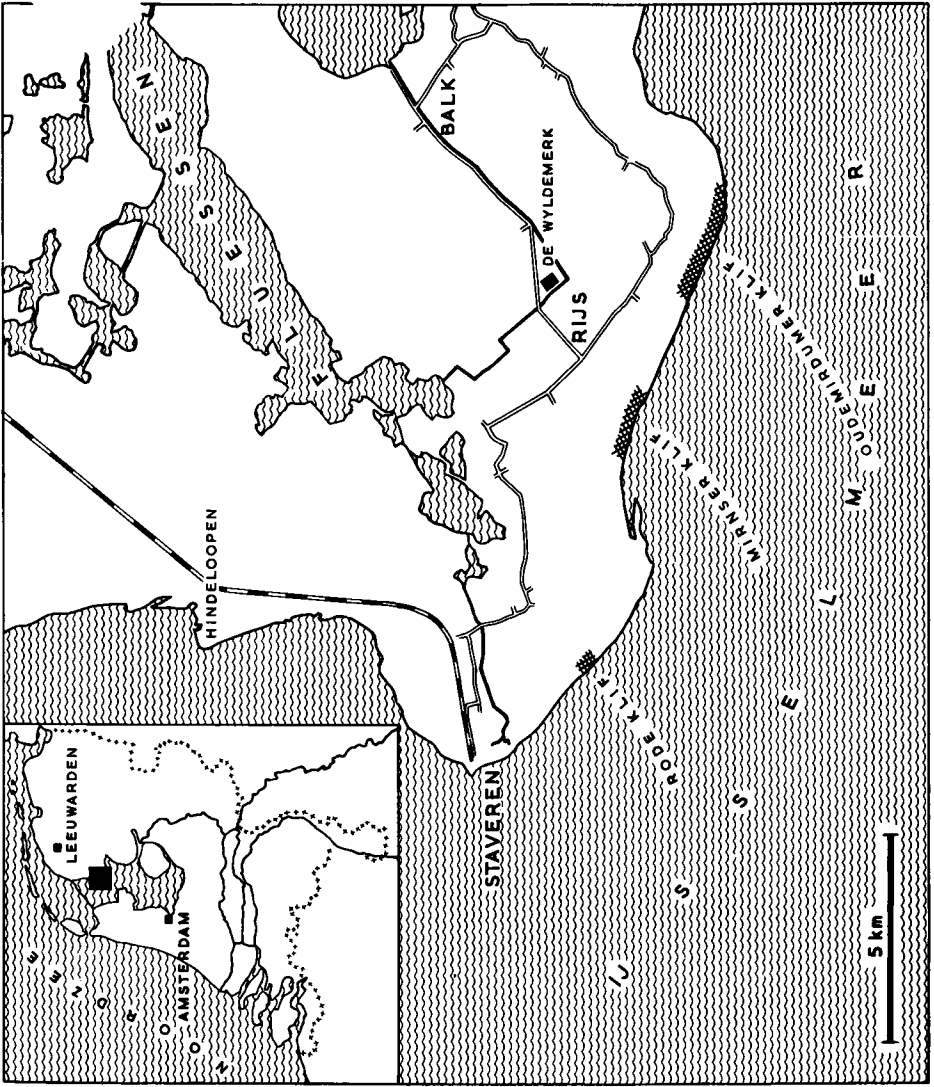 NOORDZEE
LEEUWARDEN
AMSTERDAM
HINDELOOPEN
FLUESSEN
BALK
DE WYLDEMERK
RIJS
STAVEREN
RODE KLIF
MIRNSER KLIF
OUDEMIRDUMER KLIF
IJSSELMEER
5 km